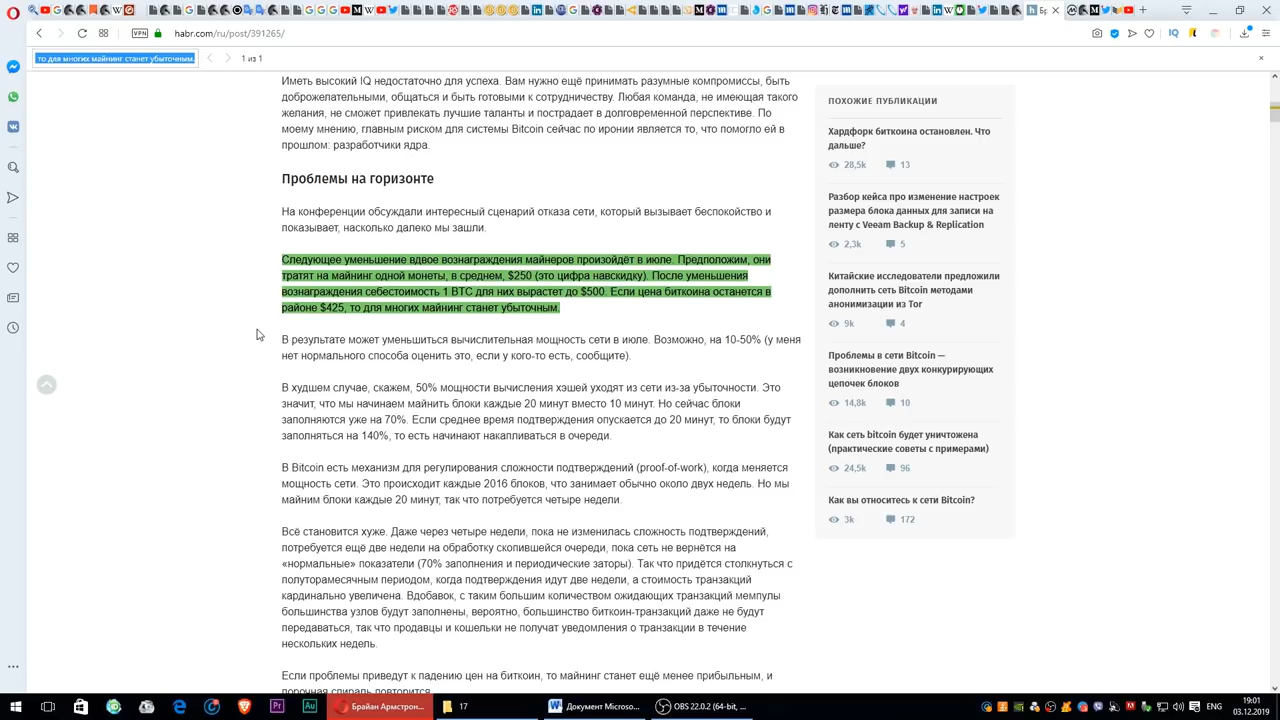 VPN
habr.com/ru/post/391265/
то для многих майнинг станет убыточным.
1 из 1
Иметь высокий IQ недостаточно для успеха. Вам нужно ещё принимать разумные компромиссы, быть
доброжелательными, общаться и быть готовыми к сотрудничеству. Любая команда, не имеющая такого
желания, не сможет привлекать лучшие таланты и пострадает в долговременной перспективе. По
моему мнению, главным риском для системы Bitcoin сейчас по иронии является то, что помогло ей в
прошлом: разработчики ядра.
Проблемы на горизонте
На конференции обсуждали интересный сценарий отказа сети, который вызывает беспокойство и
показывает, насколько далеко мы зашли.
Следующее уменьшение вдвое вознаграждения майнеров произойдёт в июле. Предположим, они
тратят на майнинг одной монеты, в среднем, $250 (это цифра навскидку). После уменьшения
вознаграждения себестоимость 1 BTC для них вырастет до $500. Если цена биткоина останется в
районе $425, то для многих майнинг станет убыточным.
В результате может уменьшиться вычислительная мощность сети в июле. Возможно, на 10-50% (у меня
нет нормального способа оценить это, если у кого-то есть, сообщите).
В худшем случае, скажем, 50% мощности вычисления хэшей уходят из сети из-за убыточности. Это
значит, что мы начинаем майнить блоки каждые 20 минут вместо 10 минут. Но сейчас блоки
заполняются уже на 70%. Если среднее время подтверждения опускается до 20 минут, то блоки будут
заполняться на 140%, то есть начинают накапливаться в очереди.
В Bitcoin есть механизм для регулирования сложности подтверждений (proof-of-work), когда меняется
мощность сети. Это происходит каждые 2016 блоков, что занимает обычно около двух недель. Но мы
майним блоки каждые 20 минут, так что потребуется четыре недели.
Всё становится хуже. Даже через четыре недели, пока не изменилась сложность подтверждений,
потребуется ещё две недели на обработку скопившейся очереди, пока сеть не вернётся на
«нормальные» показатели (70% заполнения и периодические заторы). Так что придётся столкнуться с
полуторамесячным периодом, когда подтверждения идут две недели, а стоимость транзакций
кардинально увеличена. Вдобавок, с таким большим количеством ожидающих транзакций мемпулы
большинства узлов будут заполнены, вероятно, большинство биткоин-транзакций даже не будут
передаваться, так что продавцы и кошельки не получат уведомления о транзакции в течение
нескольких недель.
Если проблемы приведут к падению цен на биткоин, то майнинг станет ещё менее прибыльным, и
порочная спираль повторится.
ПОХОЖИЕ ПУБЛИКАЦИИ
Хардфорк биткоина остановлен. Что
дальше?
28,5k 13
Разбор кейса про изменение настроек
размера блока данных для записи на
ленту с Veeam Backup & Replication
2,3k 5
Китайские исследователи предложили
дополнить сеть Bitcoin методами
анонимизации из Tor
9k 4
Проблемы в сети Bitcoin —
возникновение двух конкурирующих
цепочек блоков
14,8k 10
Как сеть bitcoin будет уничтожена
(практические советы с примерами)
24,5k 96
Как вы относитесь к сети Bitcoin?
3k 172
Брайан Армстрон...
17
Документ Microso...
OBS 22.0.2 (64-bit, ...
ENG
19:01
03.12.2019